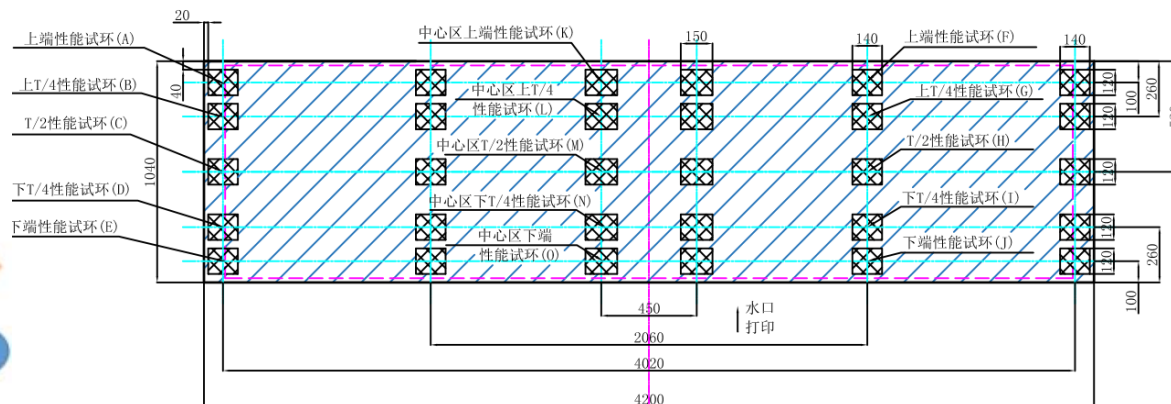 20
上端性能试环(A)
中心区上端性能试环(K)
150
140
上端性能试环(F)
140
上T/4性能试环(B)
40
中心区上T/4
性能试环(L)
上T/4性能试环(G)
120
100
260
120
T/2性能试环(C)
中心区T/2性能试环(M)
T/2性能试环(H)
120
1040
下T/4性能试环(D)
中心区下T/4性能试环(N)
下T/4性能试环(I)
120
下端性能试环(E)
中心区下端
性能试环(O)
下端性能试环(J)
120
260
100
450
水口
打印
2060
4020
4200